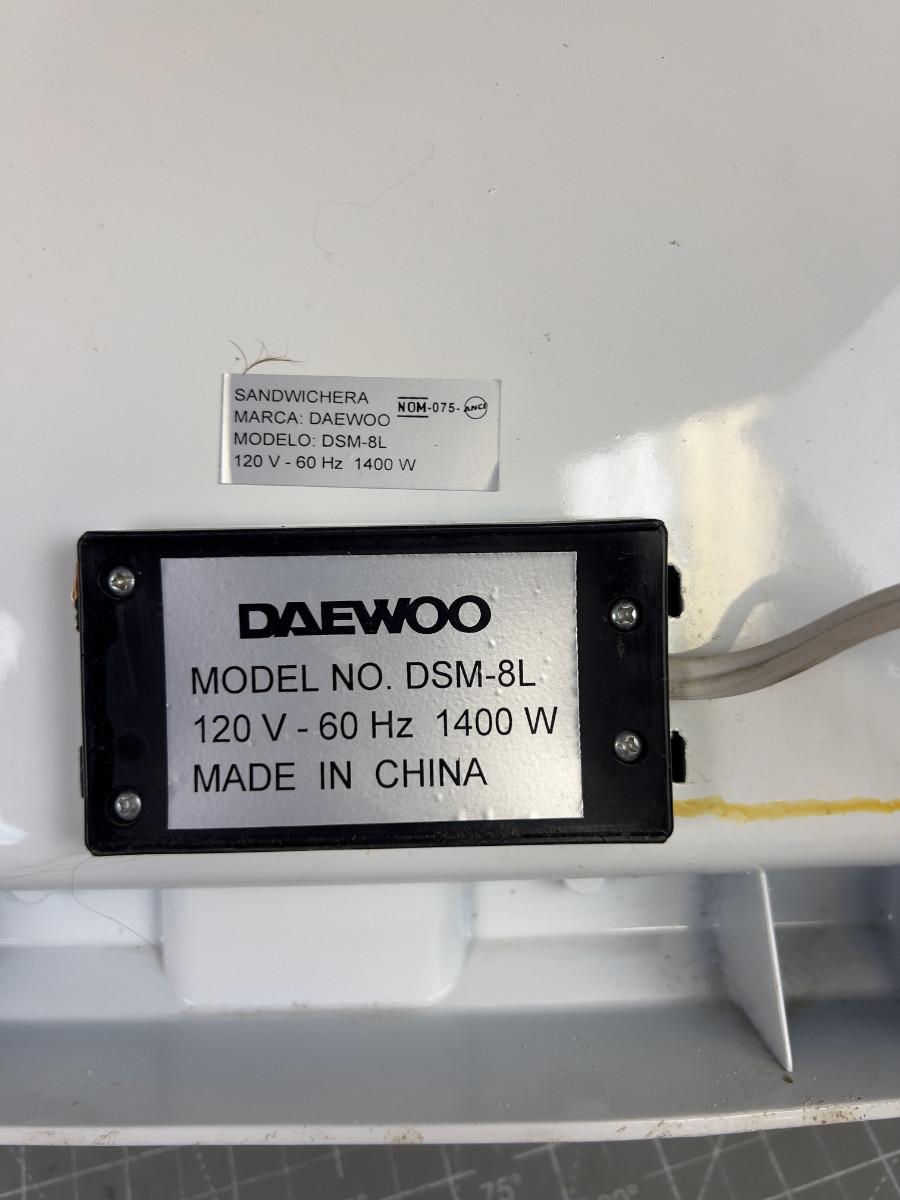 SANDWICHERA
MARCA: DAEWOO NOM-075-ANCE
MODELO: DSM-8L
120 V - 60 Hz 1400 W
DAEWOO
MODEL NO. DSM-8L
120 V - 60 Hz 1400 W
MADE IN CHINA
75°